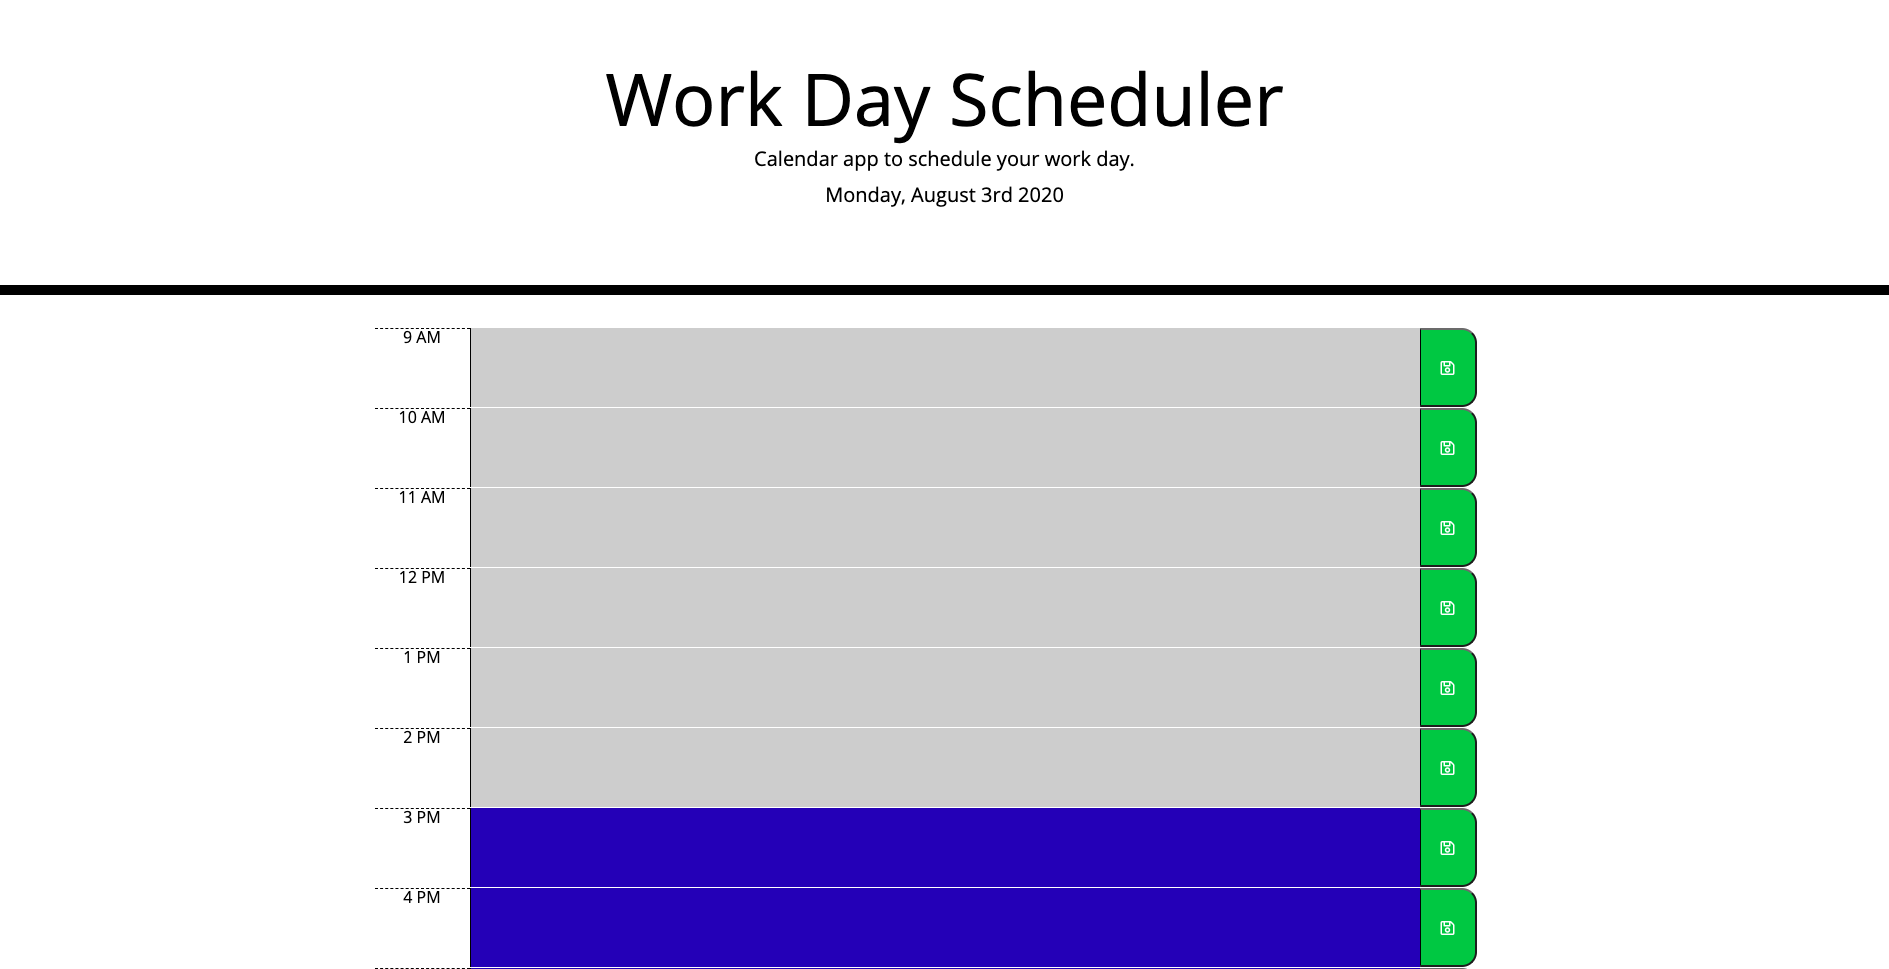 Work Day Scheduler
Calendar app to schedule your work day.
Monday, August 3rd 2020
9 AM
10 AM
11 AM
12 PM
1 PM
2 PM
3 PM
4 PM